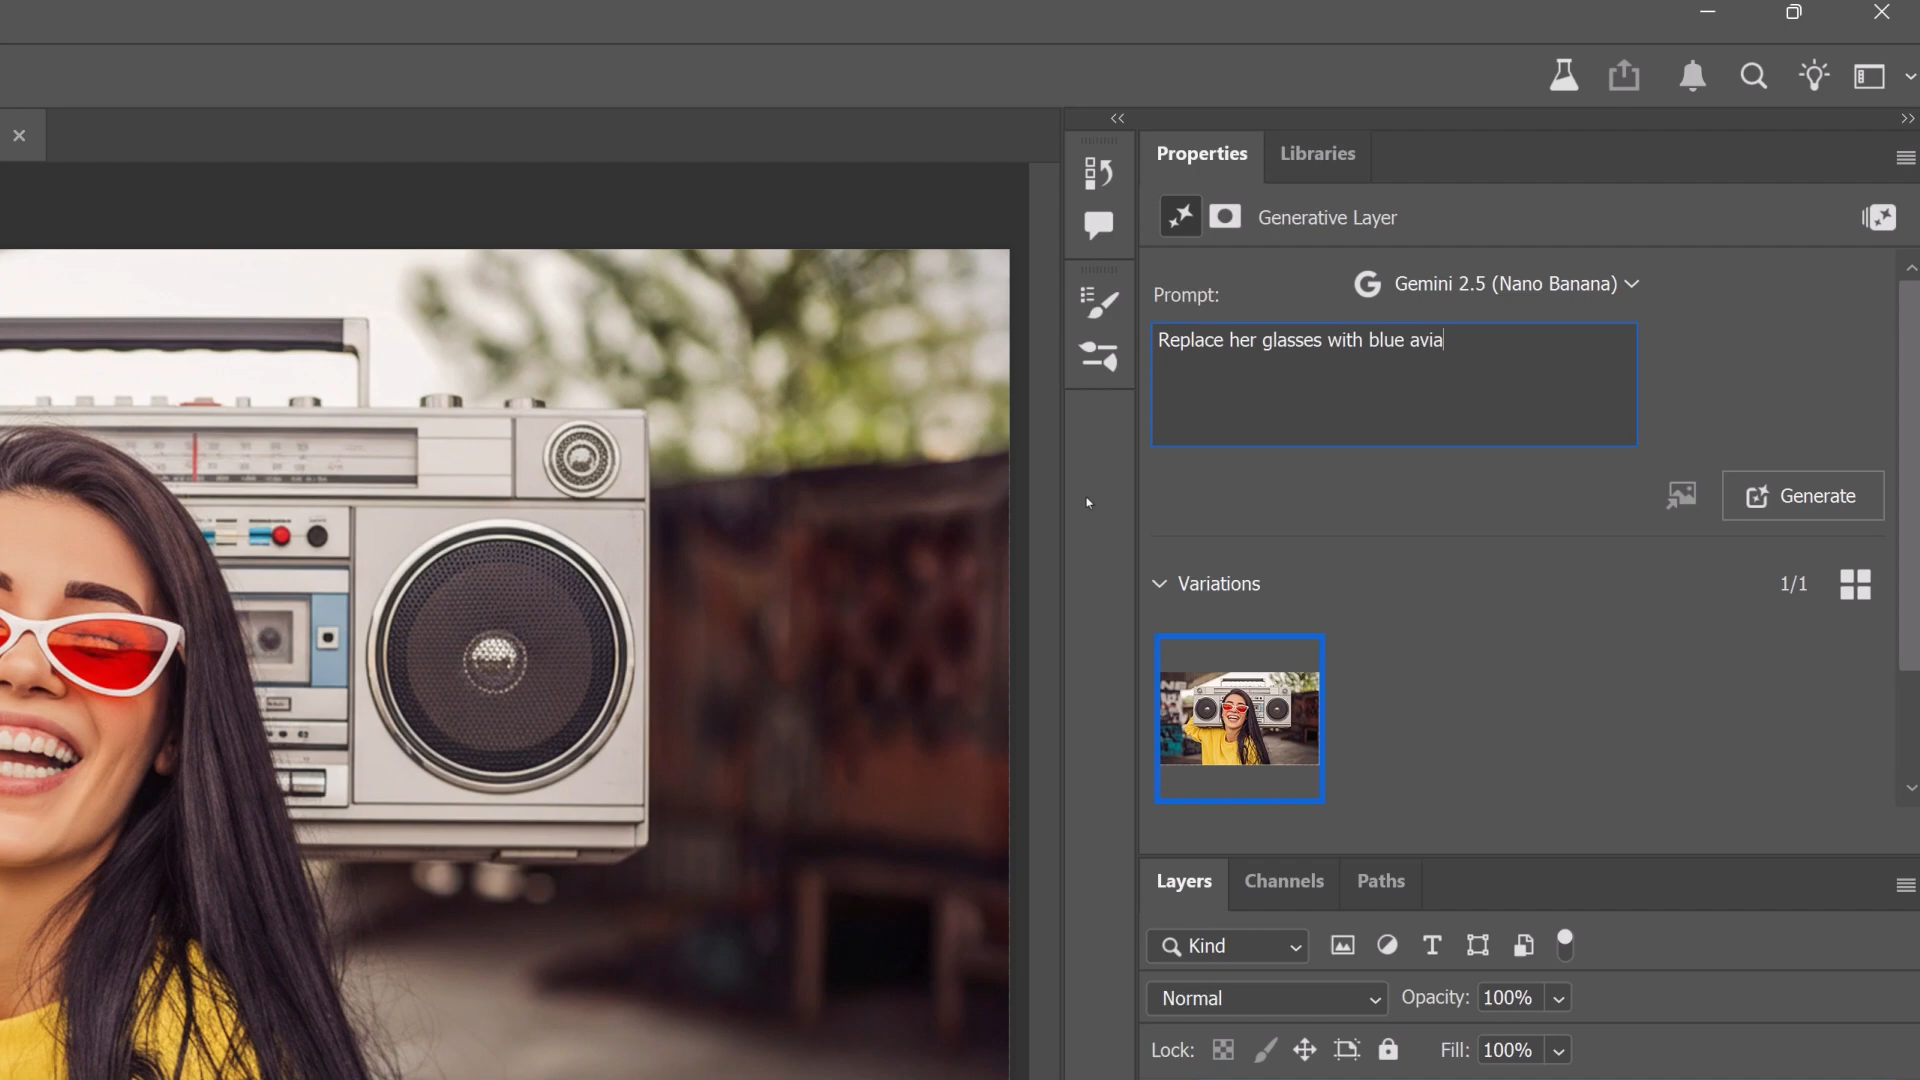 Properties
Libraries
Generative Layer
Prompt:
Gemini 2.5 (Nano Banana)
Replace her glasses with blue avia
Generate
Variations
1/1
Layers
Channels
Paths
Kind
Normal
Opacity:
100%
Lock:
Fill:
100%